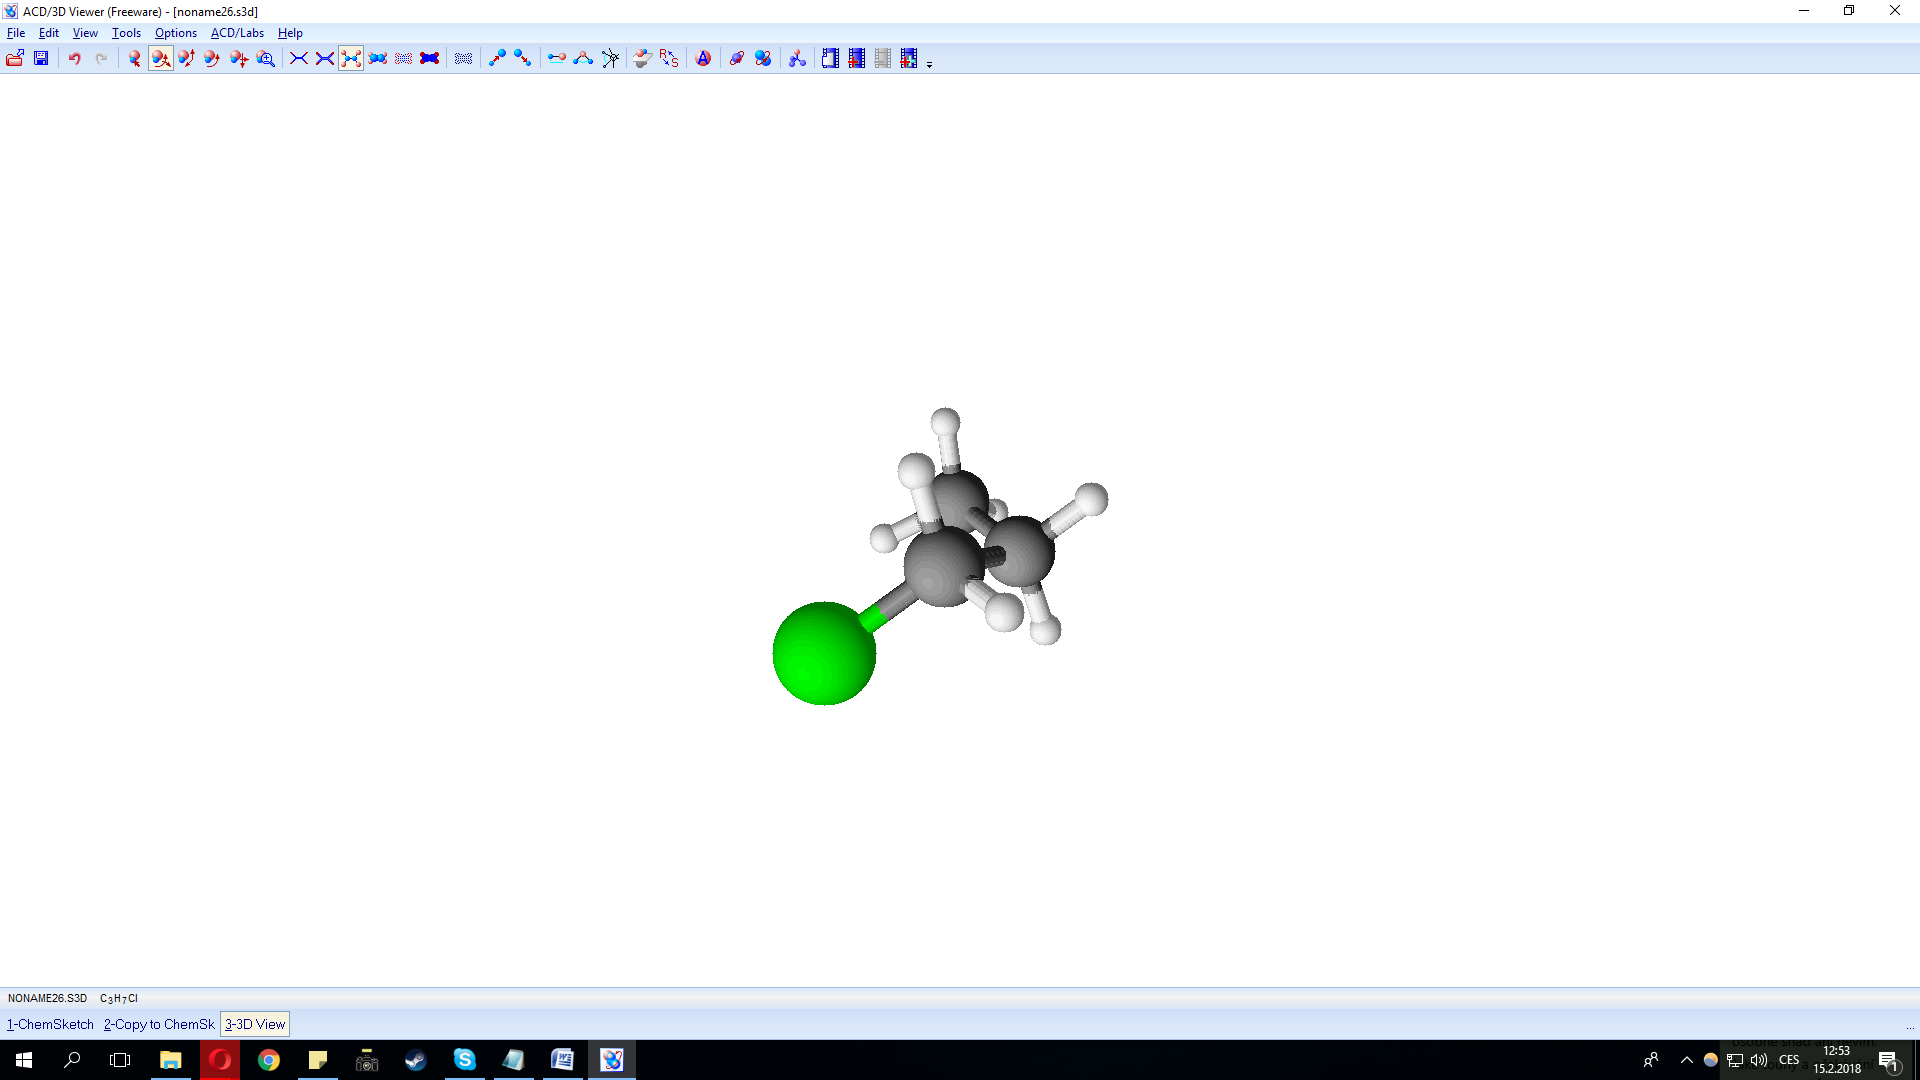 ACD/3D Viewer (Freeware) - [noname26.s3d]
File Edit View Tools Options ACD/Labs Help
NONAME26.S3D C3H7Cl
1-ChemSketch 2-Copy to ChemSk 3-3D View
12:53
CES
15.2.2018
1